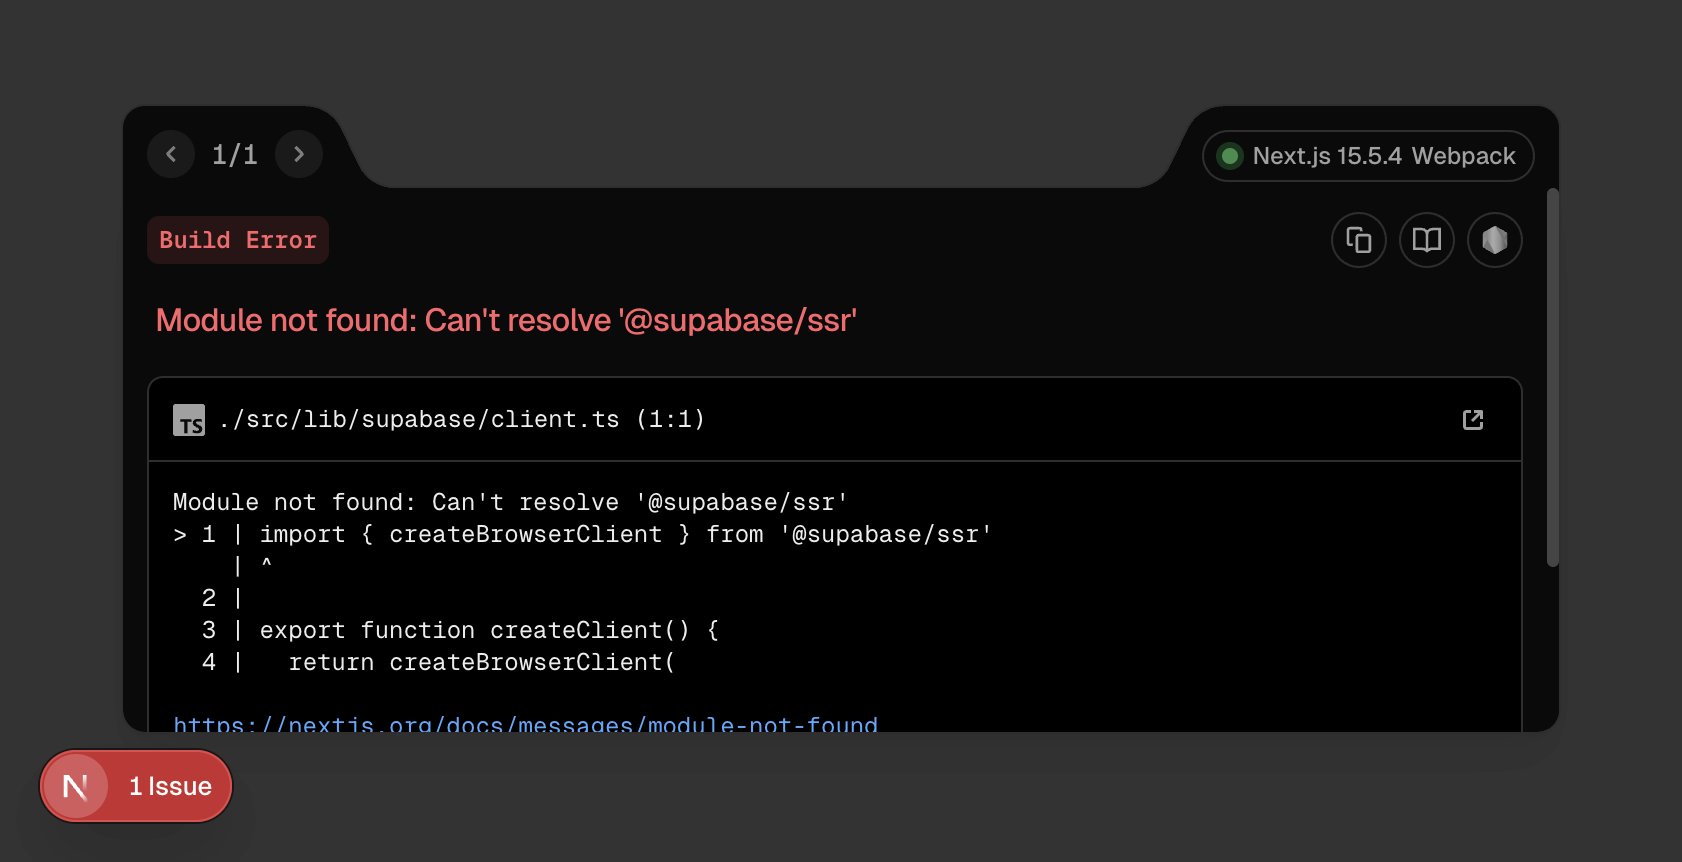 1/1
Next.js 15.5.4 Webpack
Build Error
Module not found: Can't resolve '@supabase/ssr'
TS ./src/lib/supabase/client.ts (1:1)
Module not found: Can't resolve '@supabase/ssr'
> 1 | import { createBrowserClient } from '@supabase/ssr'
    | ^
  2 |
  3 | export function createClient() {
  4 |   return createBrowserClient(
https://nextjs.org/docs/messages/module-not-found
N 1 Issue